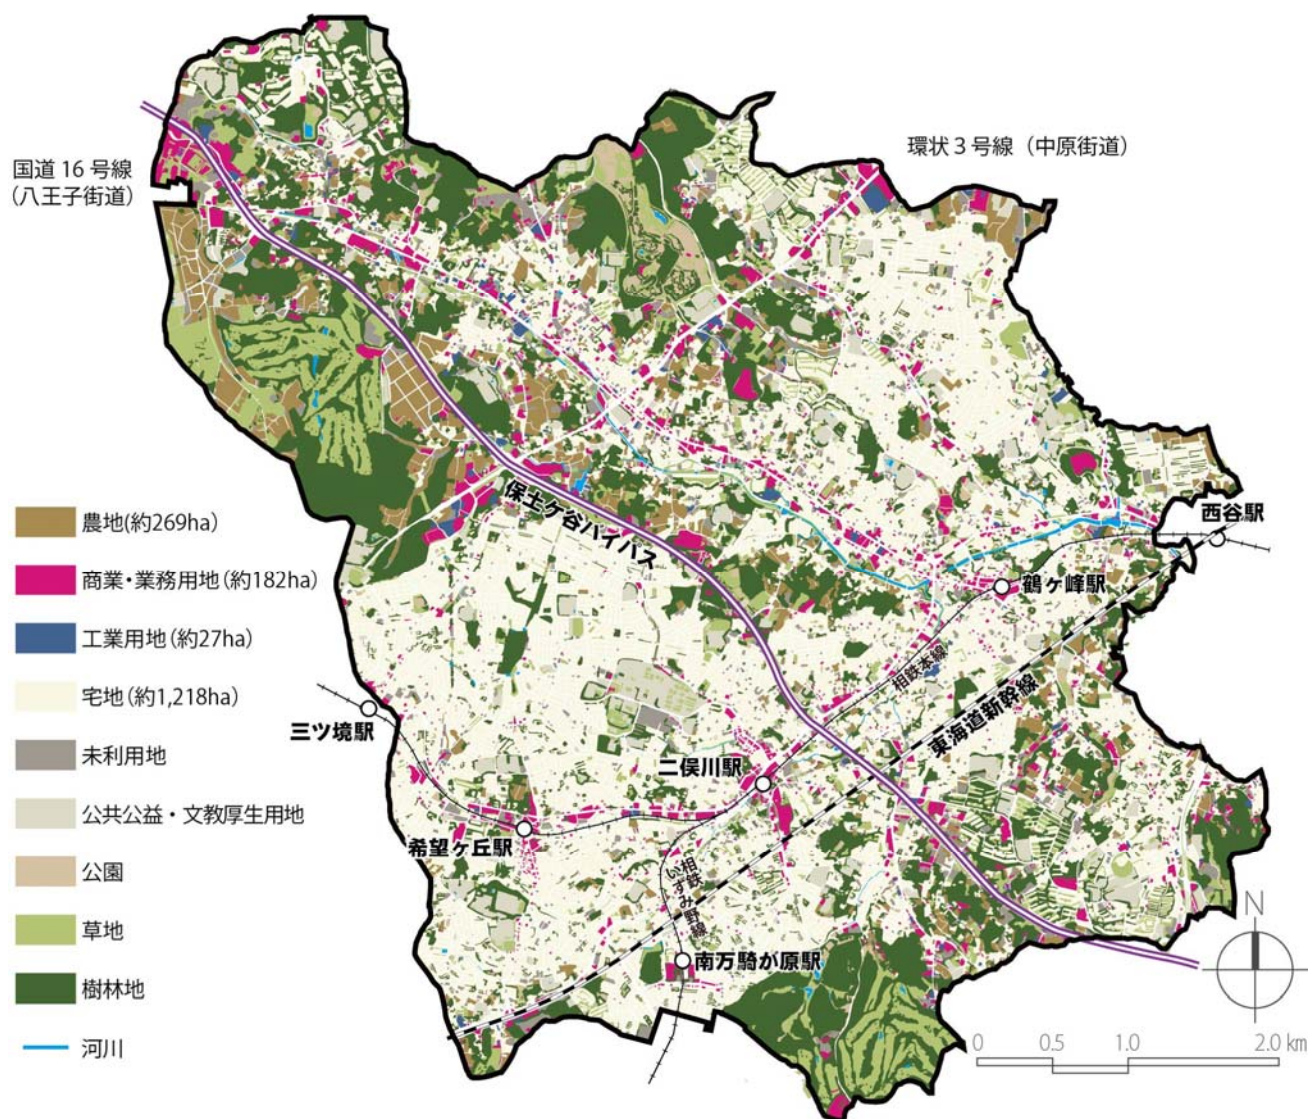 国道 16 号線
(八王子街道)
環状 3 号線（中原街道）
保土ケ谷バイパス
西谷駅
鶴ヶ峰駅
相鉄本線
東海道新幹線
三ツ境駅
二俣川駅
希望ヶ丘駅
相鉄
いずみ野線
南万騎が原駅
農地(約269ha)
商業・業務用地(約182ha)
工業用地(約27ha)
宅地(約1,218ha)
未利用地
公共公益・文教厚生用地
公園
草地
樹林地
河川
N
0 0.5 1.0 2.0 km